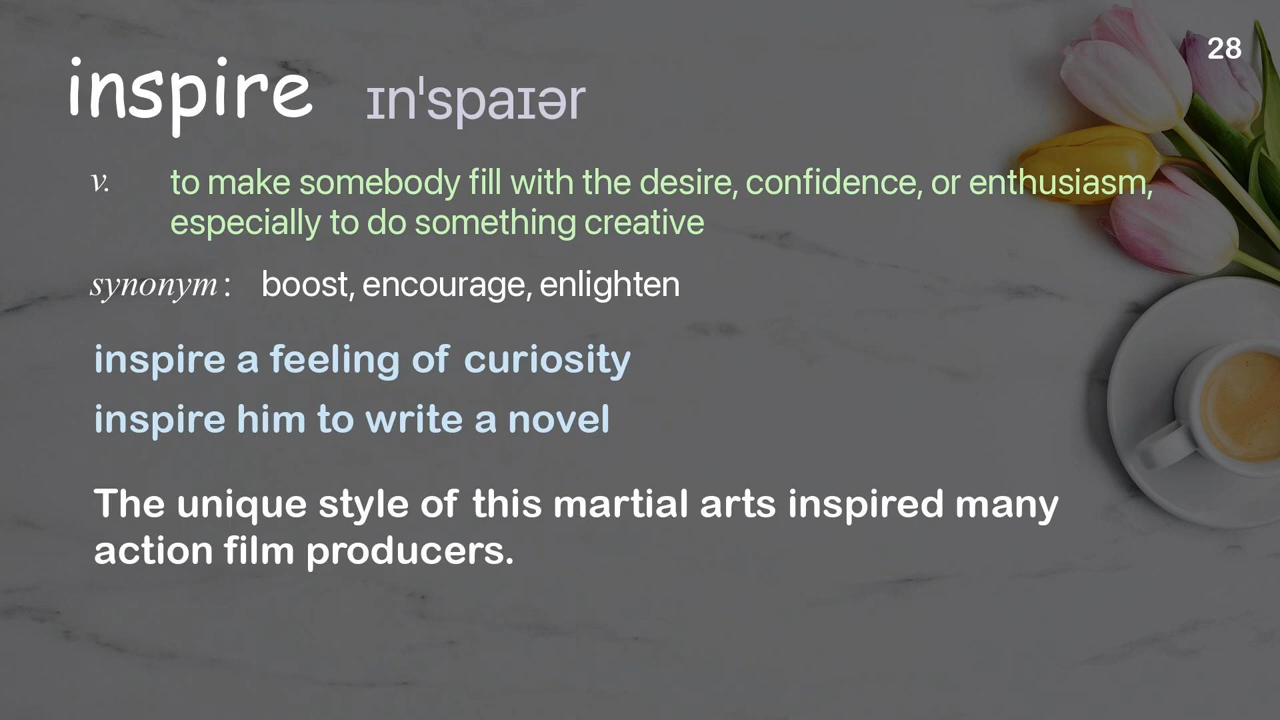 28
inspire ɪn'spaɪər
v. to make somebody fill with the desire, confidence, or enthusiasm,
especially to do something creative
synonym : boost, encourage, enlighten
inspire a feeling of curiosity
inspire him to write a novel
The unique style of this martial arts inspired many
action film producers.